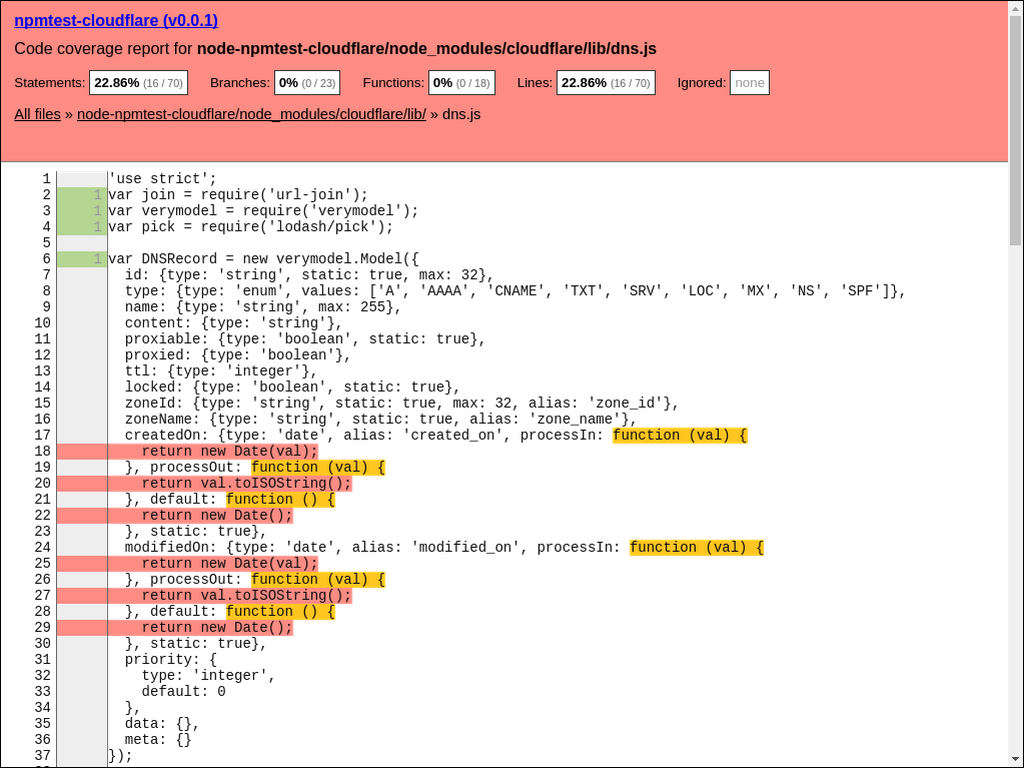 npmtest-cloudflare (v0.0.1)
Code coverage report for node-npmtest-cloudflare/node_modules/cloudflare/lib/dns.js
Statements: 22.86% (16 / 70) Branches: 0% (0 / 23) Functions: 0% (0 / 18) Lines: 22.86% (16 / 70) Ignored: none
All files » node-npmtest-cloudflare/node_modules/cloudflare/lib/ » dns.js
1 'use strict';
2 1 var join = require('url-join');
3 1 var verymodel = require('verymodel');
4 1 var pick = require('lodash/pick');
5
6 1 var DNSRecord = new verymodel.Model({
7   id: {type: 'string', static: true, max: 32},
8   type: {type: 'enum', values: ['A', 'AAAA', 'CNAME', 'TXT', 'SRV', 'LOC', 'MX', 'NS', 'SPF']},
9   name: {type: 'string', max: 255},
10   content: {type: 'string'},
11   proxiable: {type: 'boolean', static: true},
12   proxied: {type: 'boolean'},
13   ttl: {type: 'integer'},
14   locked: {type: 'boolean', static: true},
15   zoneId: {type: 'string', static: true, max: 32, alias: 'zone_id'},
16   zoneName: {type: 'string', static: true, alias: 'zone_name'},
17   createdOn: {type: 'date', alias: 'created_on', processIn: function (val) {
18     return new Date(val);
19   }, processOut: function (val) {
20     return val.toISOString();
21   }, default: function () {
22     return new Date();
23   }, static: true},
24   modifiedOn: {type: 'date', alias: 'modified_on', processIn: function (val) {
25     return new Date(val);
26   }, processOut: function (val) {
27     return val.toISOString();
28   }, default: function () {
29     return new Date();
30   }, static: true},
31   priority: {
32     type: 'integer',
33     default: 0
34   },
35   data: {},
36   meta: {}
37 });